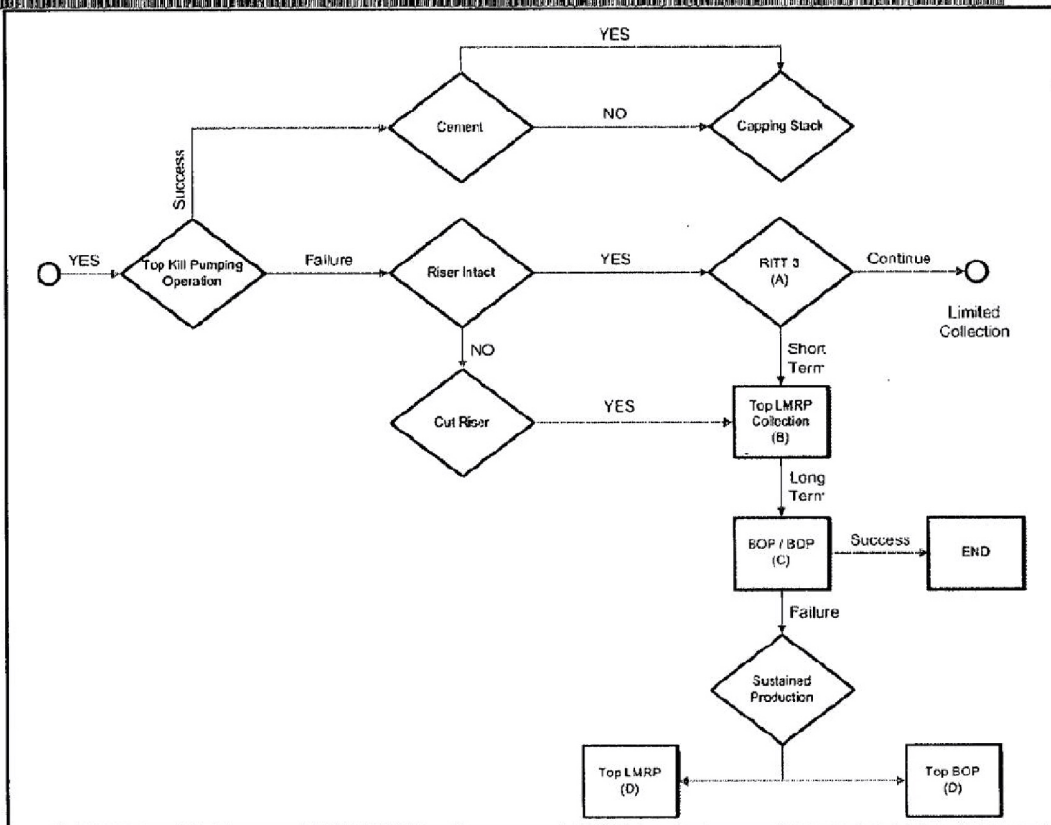 YES
Cement
NO
Capping Stack
Success
YES
Top Kill Pumping
Operation
Failure
Riser Intact
YES
RITT 3
(A)
Continue
Limited
Collection
NO
Short
Term
Cut Riser
YES
Top LMRP
Collection
(B)
Long
Term
BOP / BOP
(C)
Success
END
Failure
Sustained
Production
Top LMRP
(D)
Top BOP
(D)